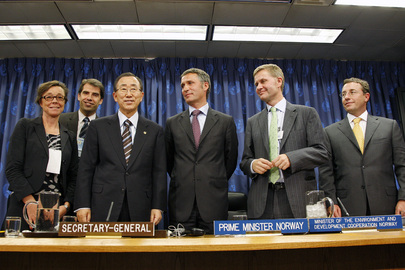 SECRETARY-GENERAL
PRIME MINISTER NORWAY
MINISTER OF THE ENVIRONMENT AND
DEVELOPMENT COOPERATION NORWAY